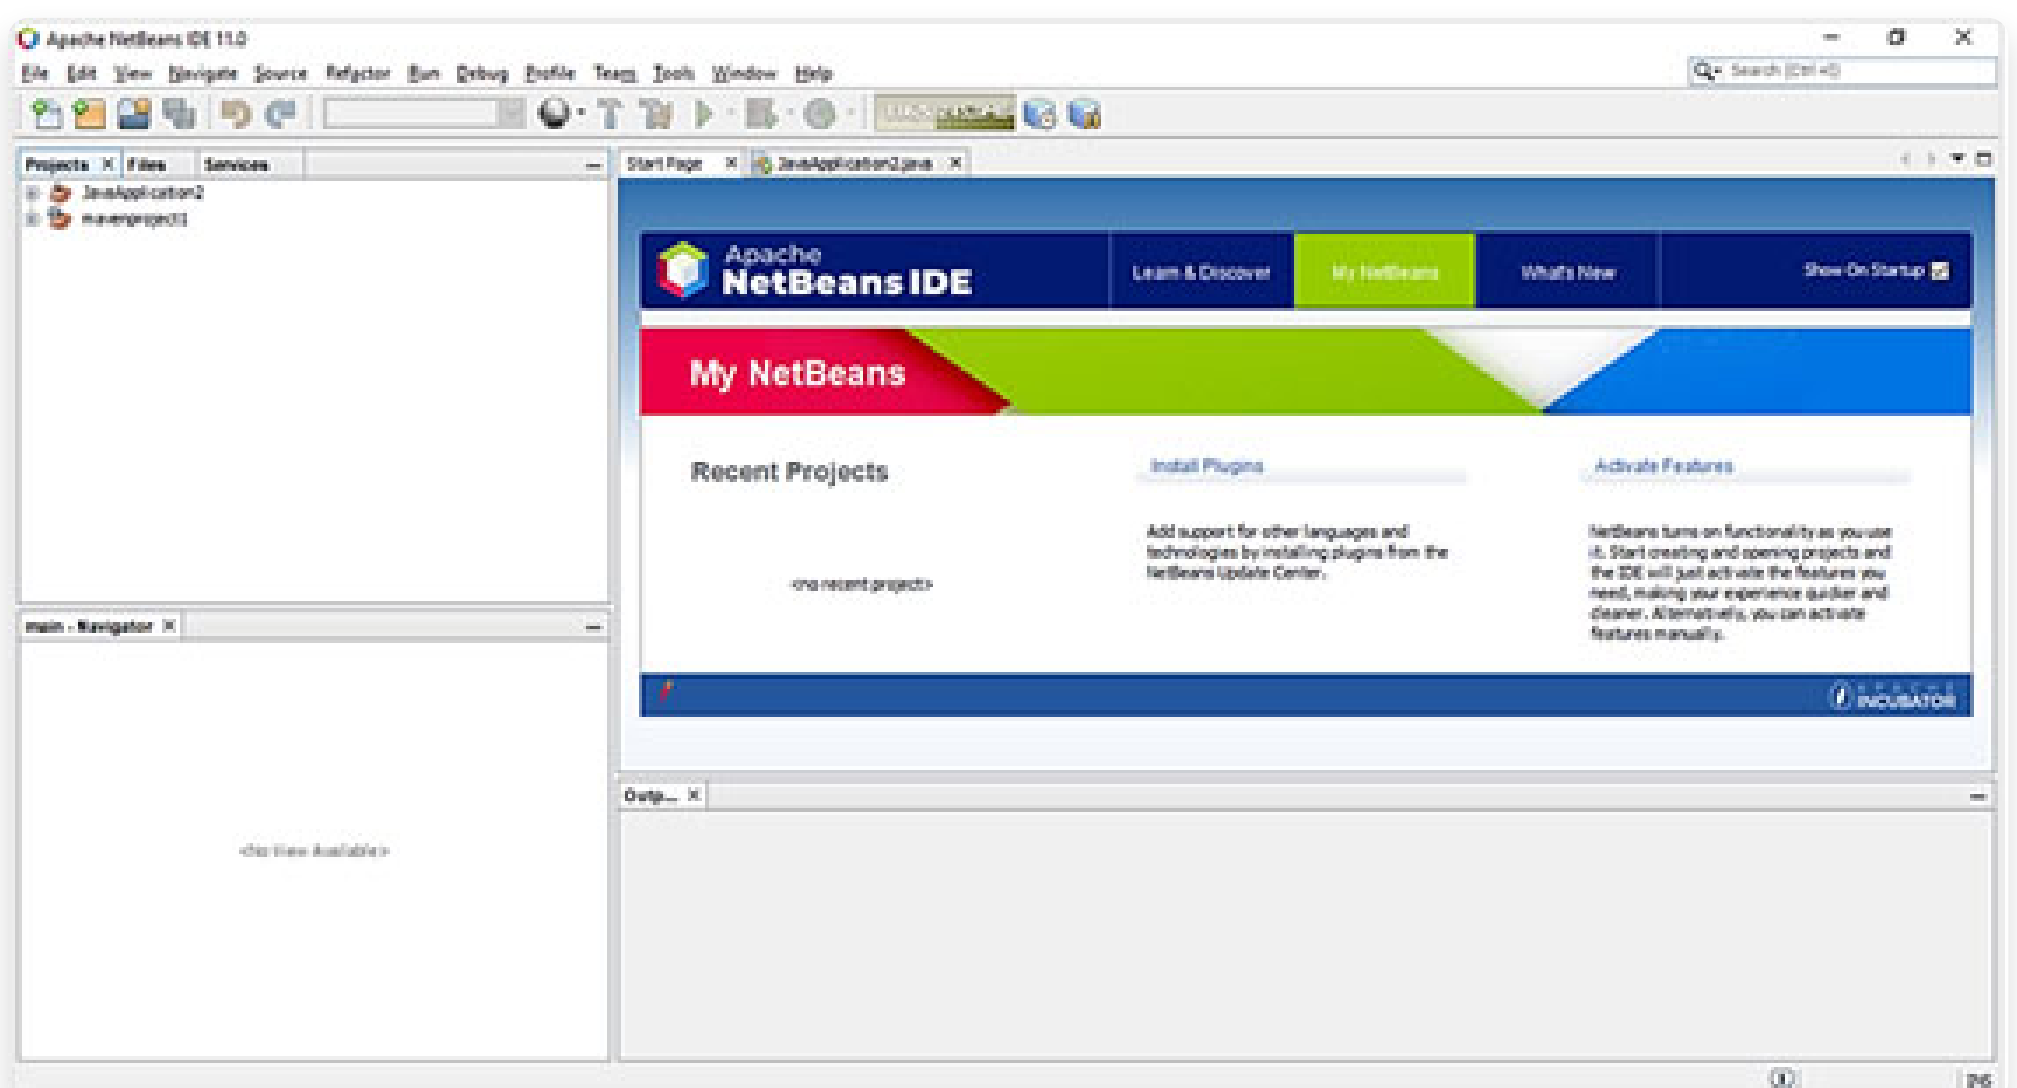 Apache NetBeans IDE 11.0
File Edit View Navigate Source Refactor Run Debug Profile Team Tools Window Help
Search (Ctrl+I)
Projects Files Services
Start Page JavaApplication2.java
JavaApplication2
mavenproject1
Apache
NetBeans IDE
Learn & Discover My NetBeans What's New Show On Startup
My NetBeans
Recent Projects
<no recent project>
Install Plugins
Add support for other languages and
technologies by installing plugins from the
NetBeans Update Center.
Activate Features
NetBeans turns on functionality as you use
it. Start creating and opening projects and
the IDE will just activate the features you
need, making your experience quicker and
cleaner. Alternatively, you can activate
features manually.
INCUBATOR
main - Navigator
<No View Available>
Outp...
INS